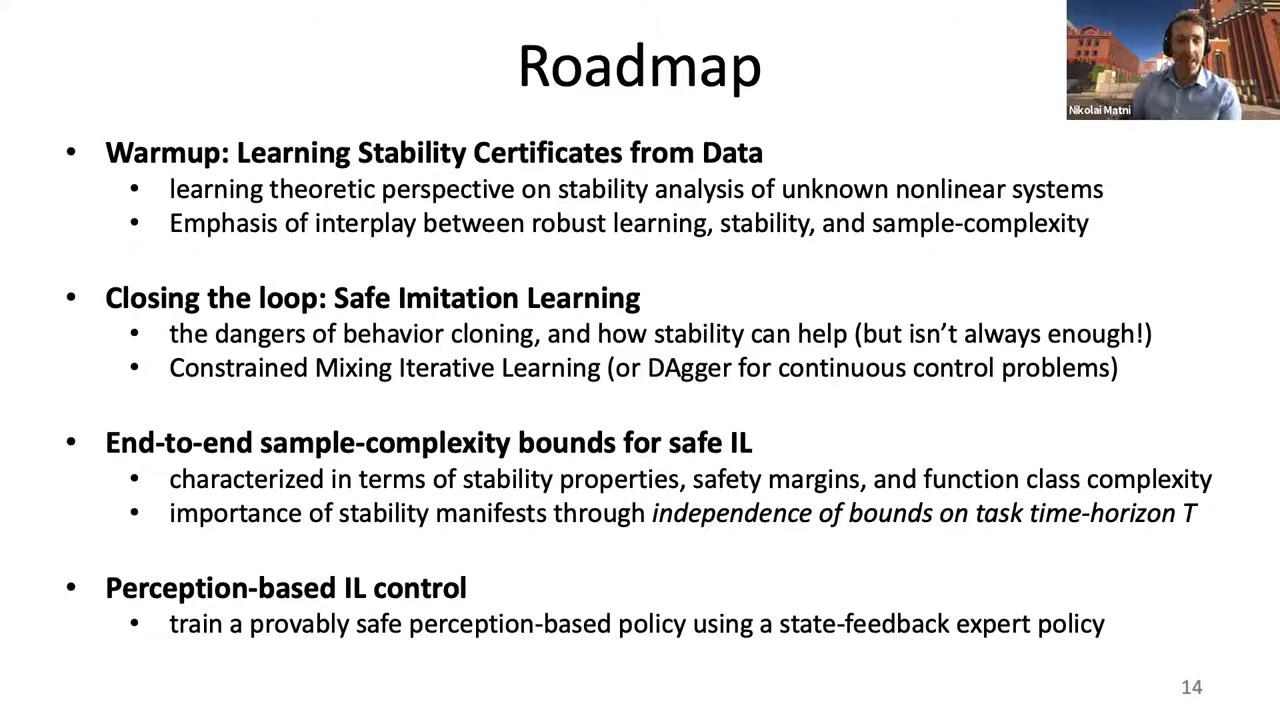 Roadmap
Nikolai Matni
• Warmup: Learning Stability Certificates from Data
• learning theoretic perspective on stability analysis of unknown nonlinear systems
• Emphasis of interplay between robust learning, stability, and sample-complexity
• Closing the loop: Safe Imitation Learning
• the dangers of behavior cloning, and how stability can help (but isn’t always enough!)
• Constrained Mixing Iterative Learning (or DAgger for continuous control problems)
• End-to-end sample-complexity bounds for safe IL
• characterized in terms of stability properties, safety margins, and function class complexity
• importance of stability manifests through independence of bounds on task time-horizon T
• Perception-based IL control
• train a provably safe perception-based policy using a state-feedback expert policy
14